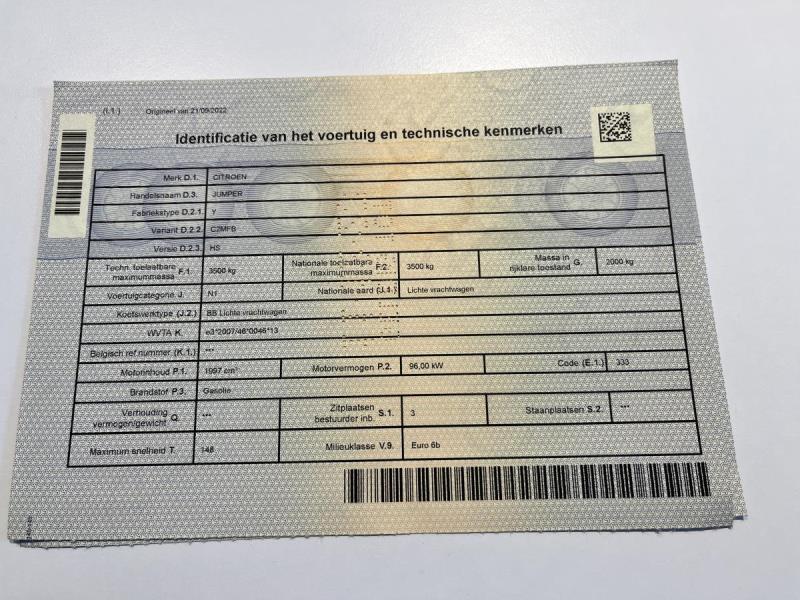 (I.1.) Origineel van 21/09/2022
Identificatie van het voertuig en technische kenmerken
Merk D.1. CITROEN
Handelsnaam D.3. JUMPER
Fabriekstype D.2.1. Y
Variant D.2.2. C2MFB
Versie D.2.3. HS
Techn. toelaatbare maximummassa F.1. 3500 kg Nationale toelaatbare maximummassa F.2. 3500 kg Massa in rijklare toestand G. 2000 kg
Voertuigcategorie J. N1 Nationale aard (J.1.) Lichte vrachtwagen
Koetswerktype (J.2.) BB Lichte vrachtwagen
WVTA K. e3*2007/46*0046*13
Belgisch ref nummer (K.1.) ---
Motorinhoud P.1. 1997 cm³ Motorvermogen P.2. 96,00 kW Code (E.1.) 333
Brandstof P.3. Gasolie
Verhouding vermogen/gewicht Q. --- Zitplaatsen bestuurder inb. S.1. 3 Staanplaatsen S.2. ---
Maximum snelheid T. 148 Milieuklasse V.9. Euro 6b